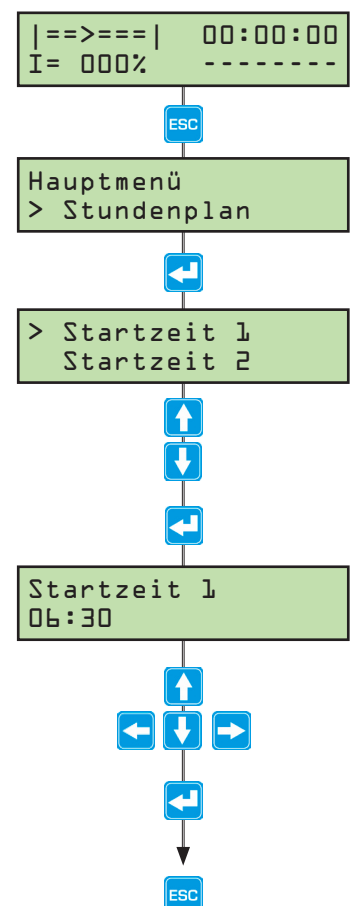 |==>===| 00:00:00
I= 000% --------
ESC
Hauptmenü
> Stundenplan
> Startzeit 1
Startzeit 2
Startzeit 1
06:30
ESC